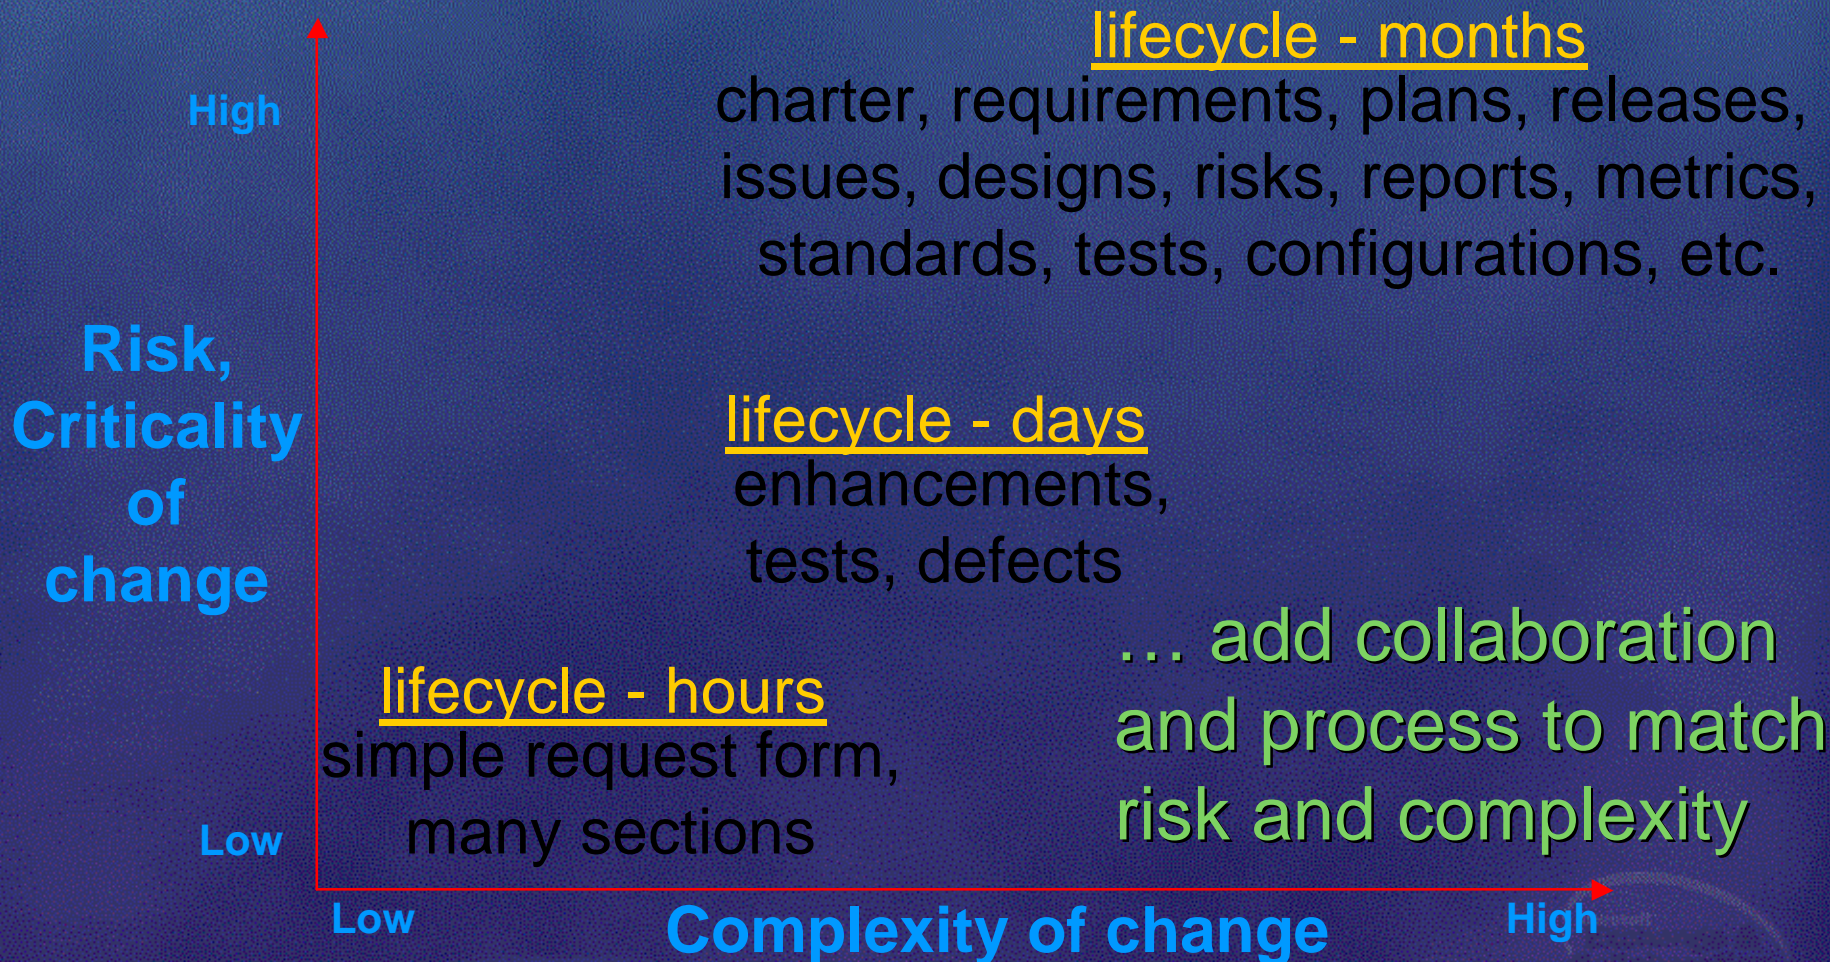 lifecycle - months
charter, requirements, plans, releases,
issues, designs, risks, reports, metrics,
standards, tests, configurations, etc.
High
Risk,
Criticality
of
change
lifecycle - days
enhancements,
tests, defects
lifecycle - hours
simple request form,
many sections
… add collaboration
and process to match
risk and complexity
Low
Low
Complexity of change
High